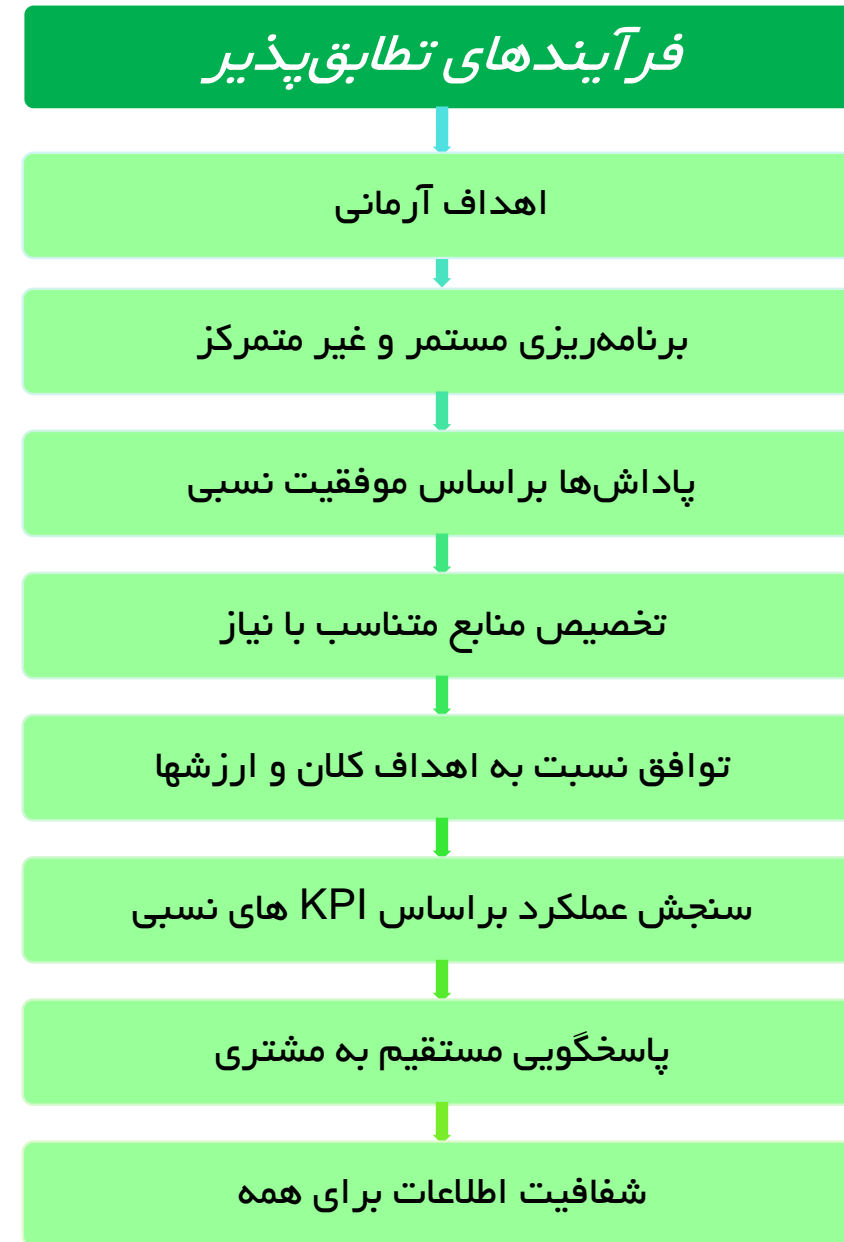 فرآیندهای تطابق‌پذیر
اهداف آرمانی
برنامه‌ریزی مستمر و غیر متمرکز
پاداش‌ها براساس موفقیت نسبی
تخصیص منابع متناسب با نیاز
توافق نسبت به اهداف کلان و ارزشها
سنجش عملکرد براساس KPI های نسبی
پاسخگویی مستقیم به مشتری
شفافیت اطلاعات برای همه